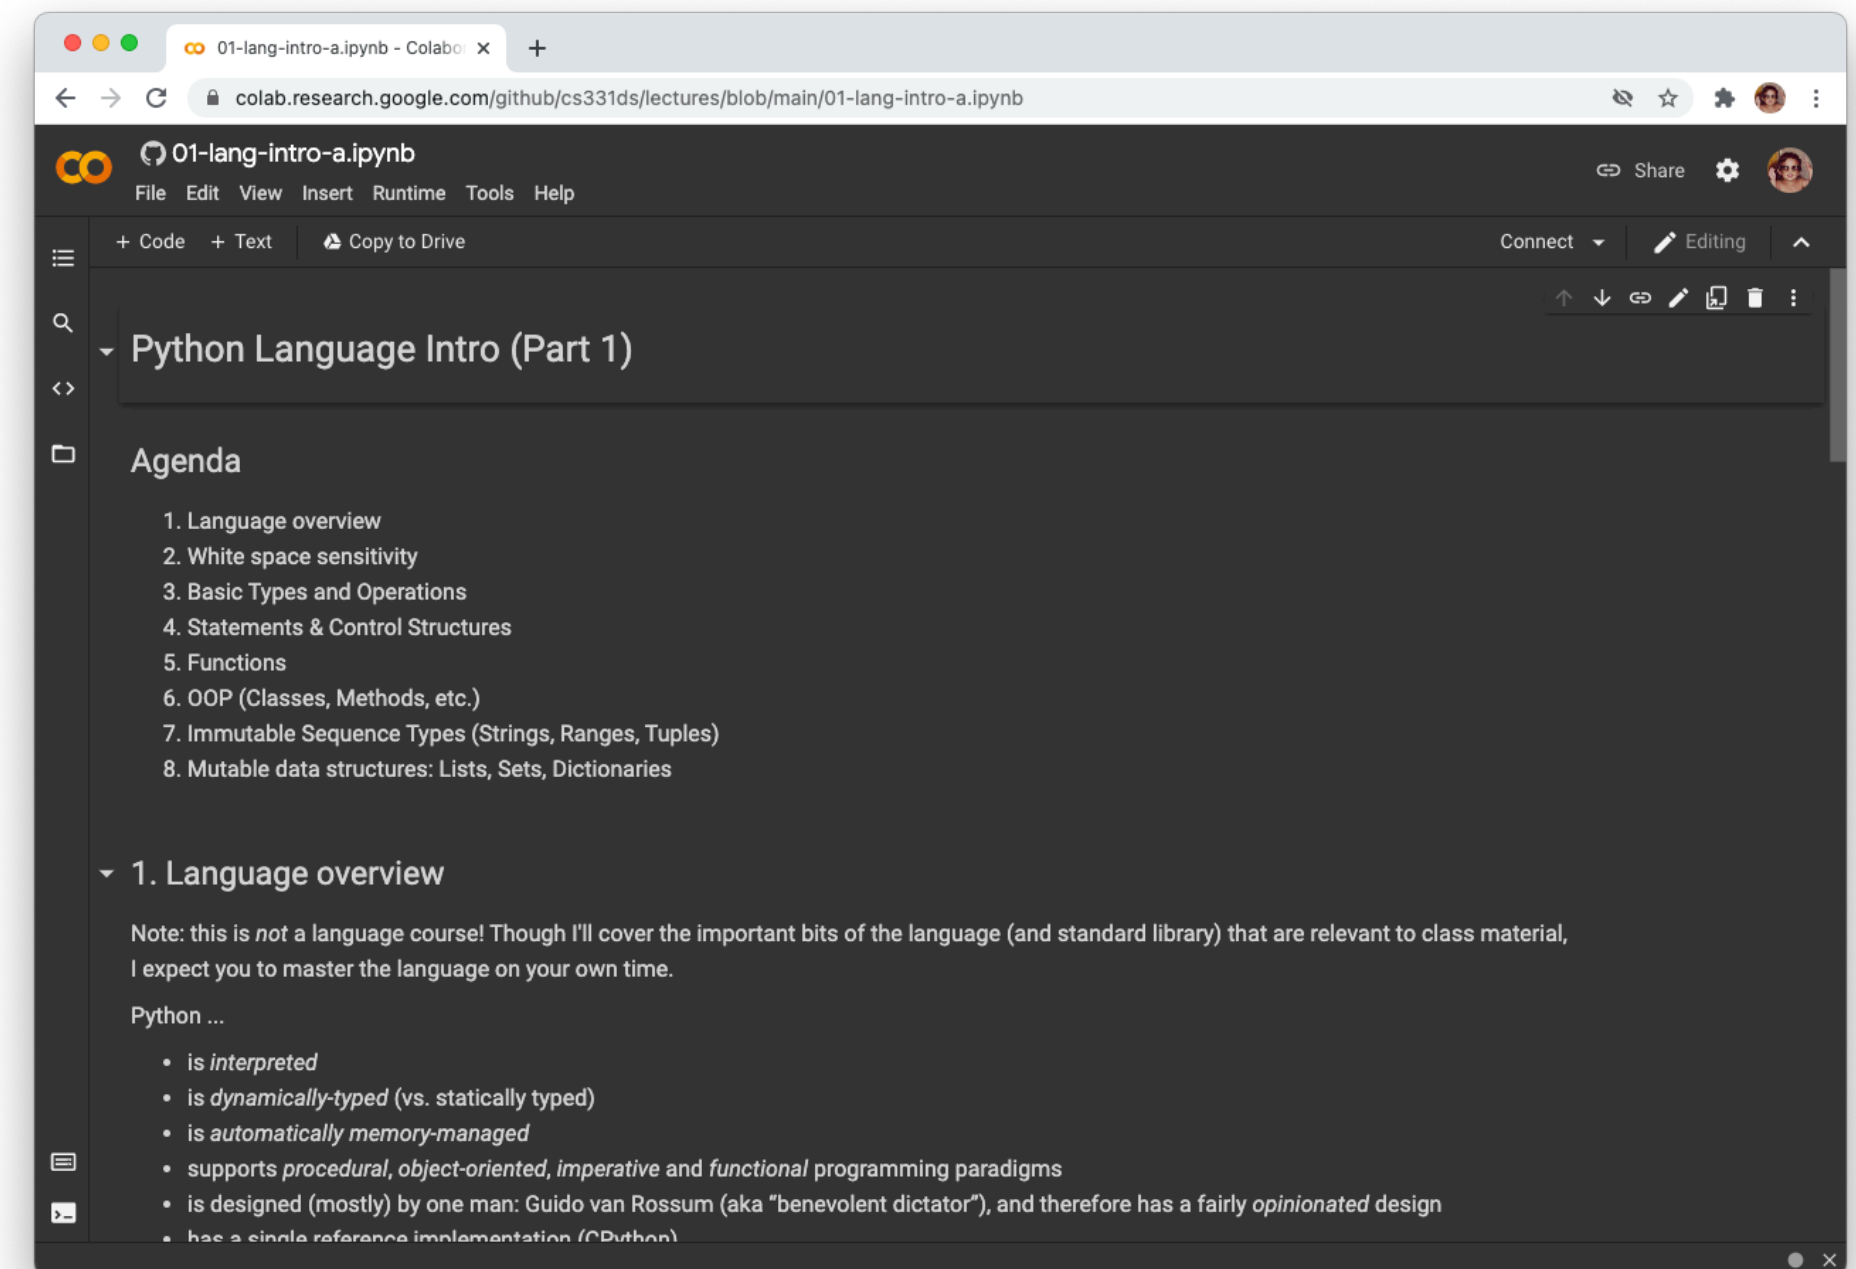 01-lang-intro-a.ipynb - Colabo
colab.research.google.com/github/cs331ds/lectures/blob/main/01-lang-intro-a.ipynb
01-lang-intro-a.ipynb
File Edit View Insert Runtime Tools Help
Share
+ Code + Text Copy to Drive
Connect Editing
Python Language Intro (Part 1)
Agenda
1. Language overview
2. White space sensitivity
3. Basic Types and Operations
4. Statements & Control Structures
5. Functions
6. OOP (Classes, Methods, etc.)
7. Immutable Sequence Types (Strings, Ranges, Tuples)
8. Mutable data structures: Lists, Sets, Dictionaries
1. Language overview
Note: this is not a language course! Though I'll cover the important bits of the language (and standard library) that are relevant to class material,
I expect you to master the language on your own time.
Python ...
• is interpreted
• is dynamically-typed (vs. statically typed)
• is automatically memory-managed
• supports procedural, object-oriented, imperative and functional programming paradigms
• is designed (mostly) by one man: Guido van Rossum (aka “benevolent dictator”), and therefore has a fairly opinionated design
• has a single reference implementation (CPython)